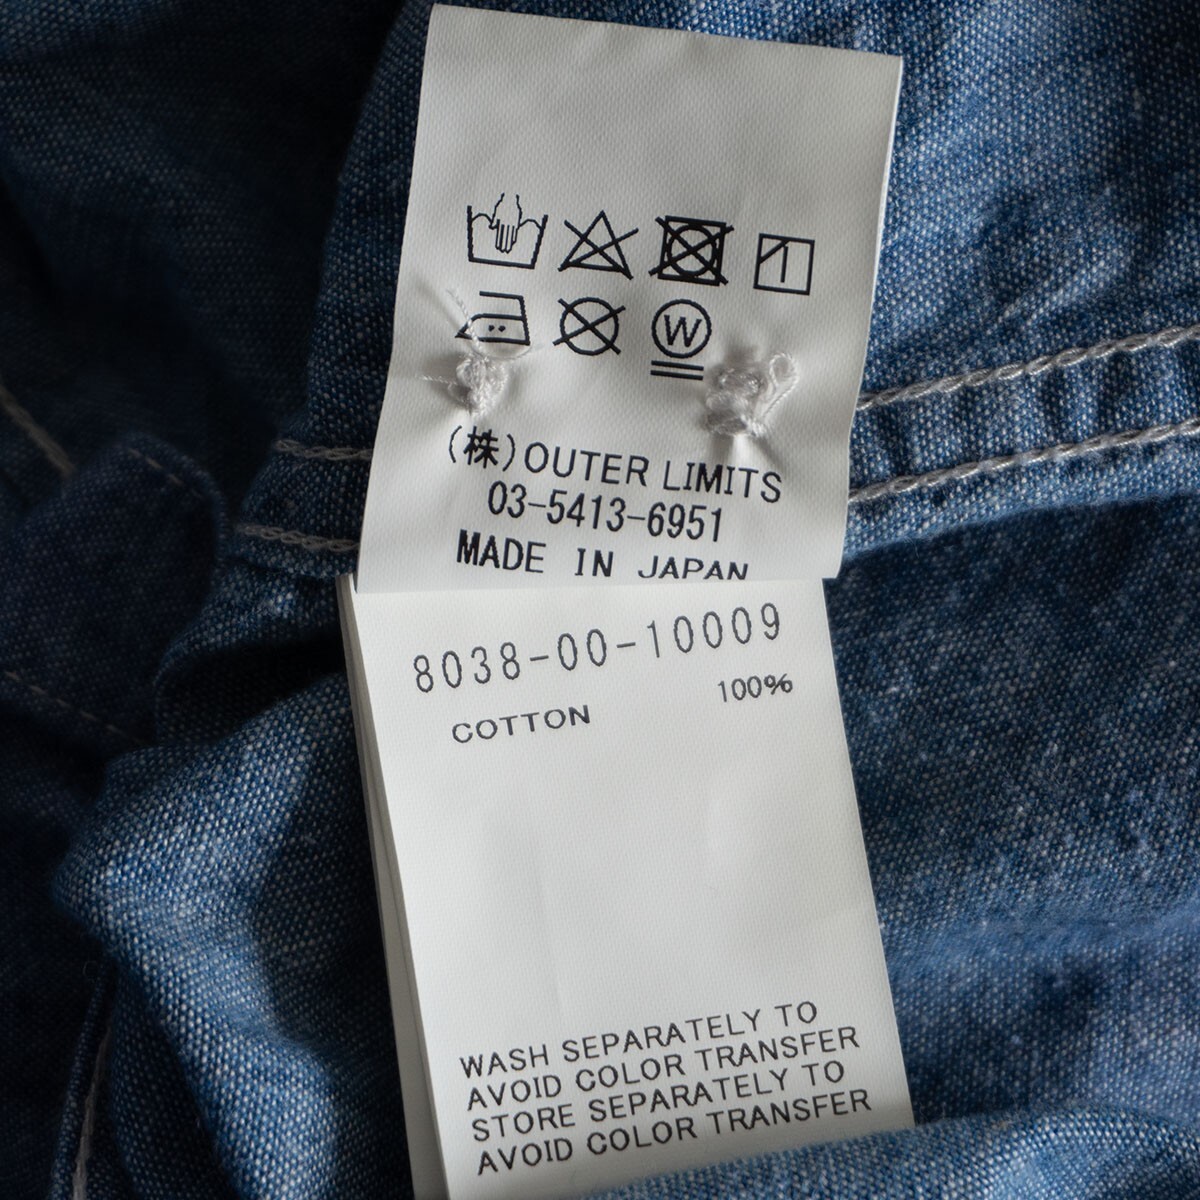 W
(株)OUTER LIMITS
03-5413-6951
MADE IN JAPAN
8038-00-10009
COTTON 100%
WASH SEPARATELY TO
AVOID COLOR TRANSFER
STORE SEPARATELY TO
AVOID COLOR TRANSFER